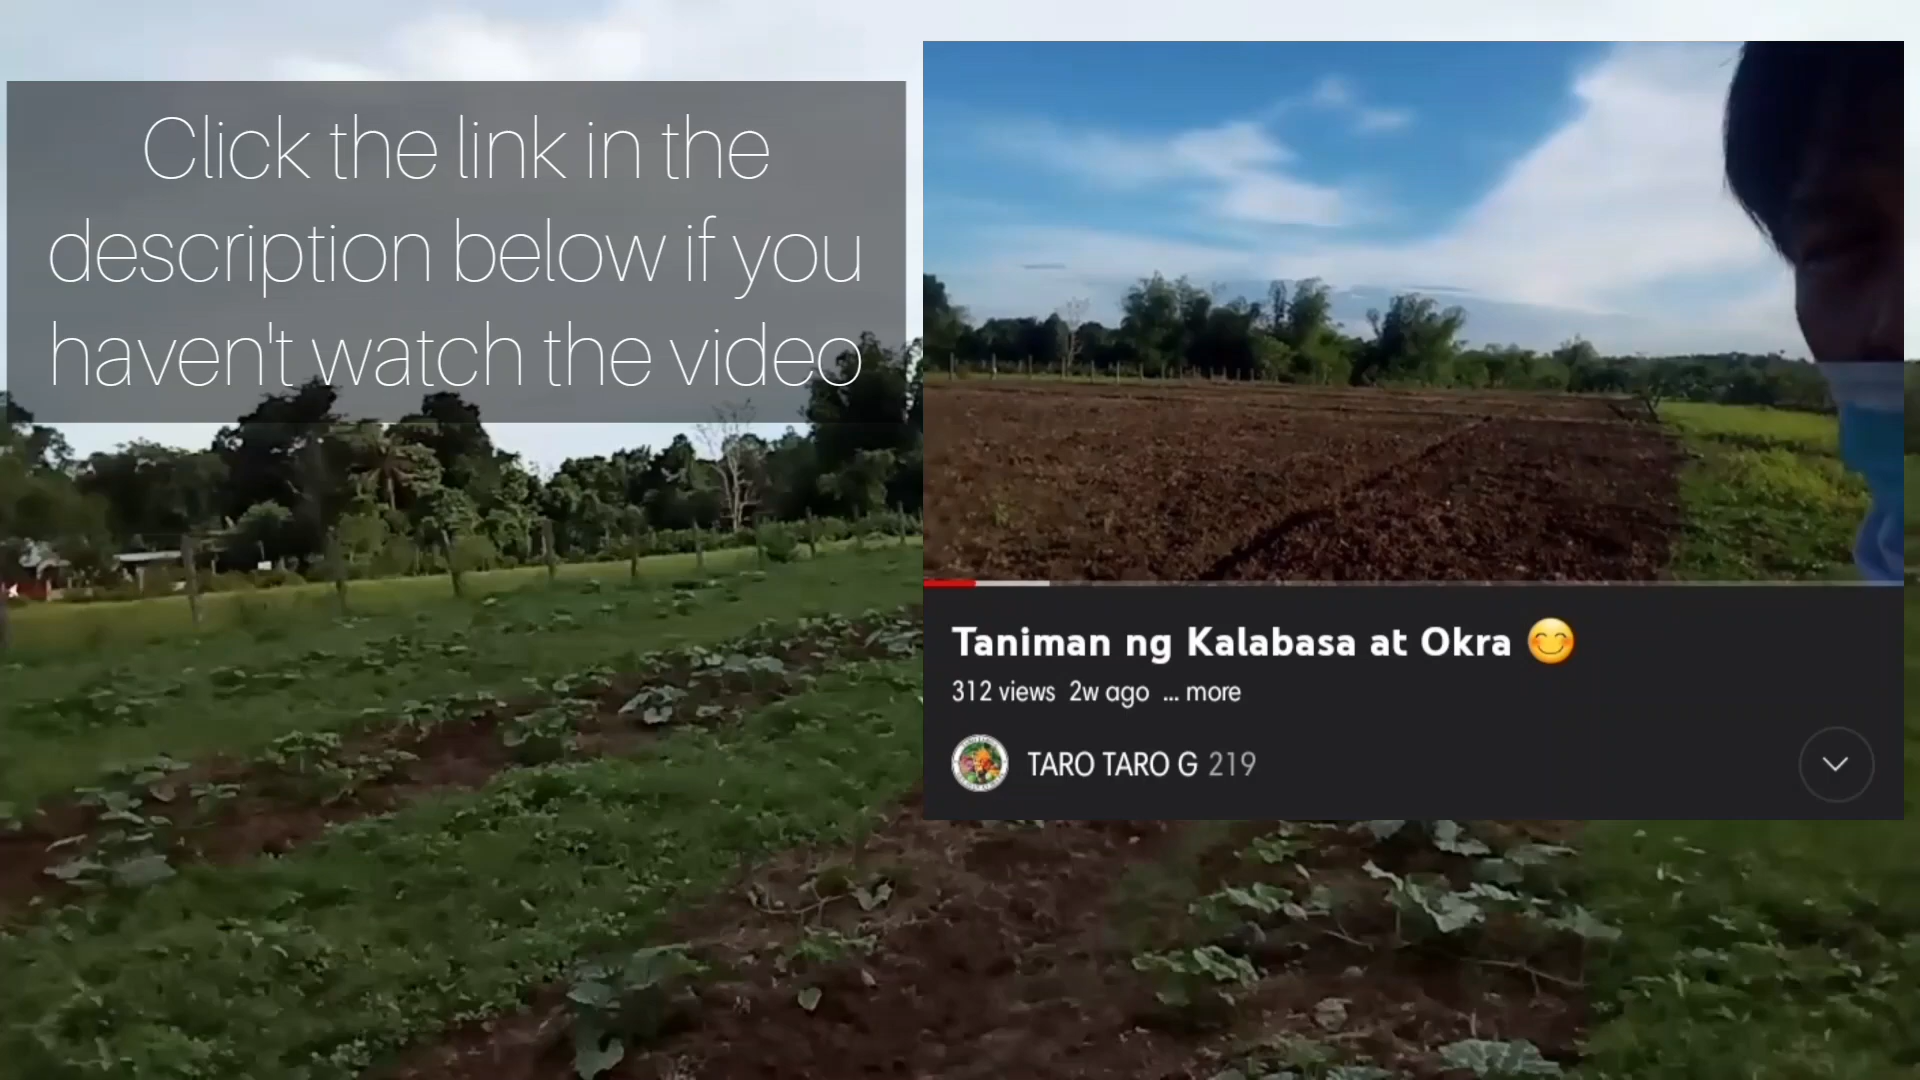 Click the link in the
description below if you
haven't watch the video
Taniman ng Kalabasa at Okra 😊
312 views 2w ago ... more
TARO TARO G 219